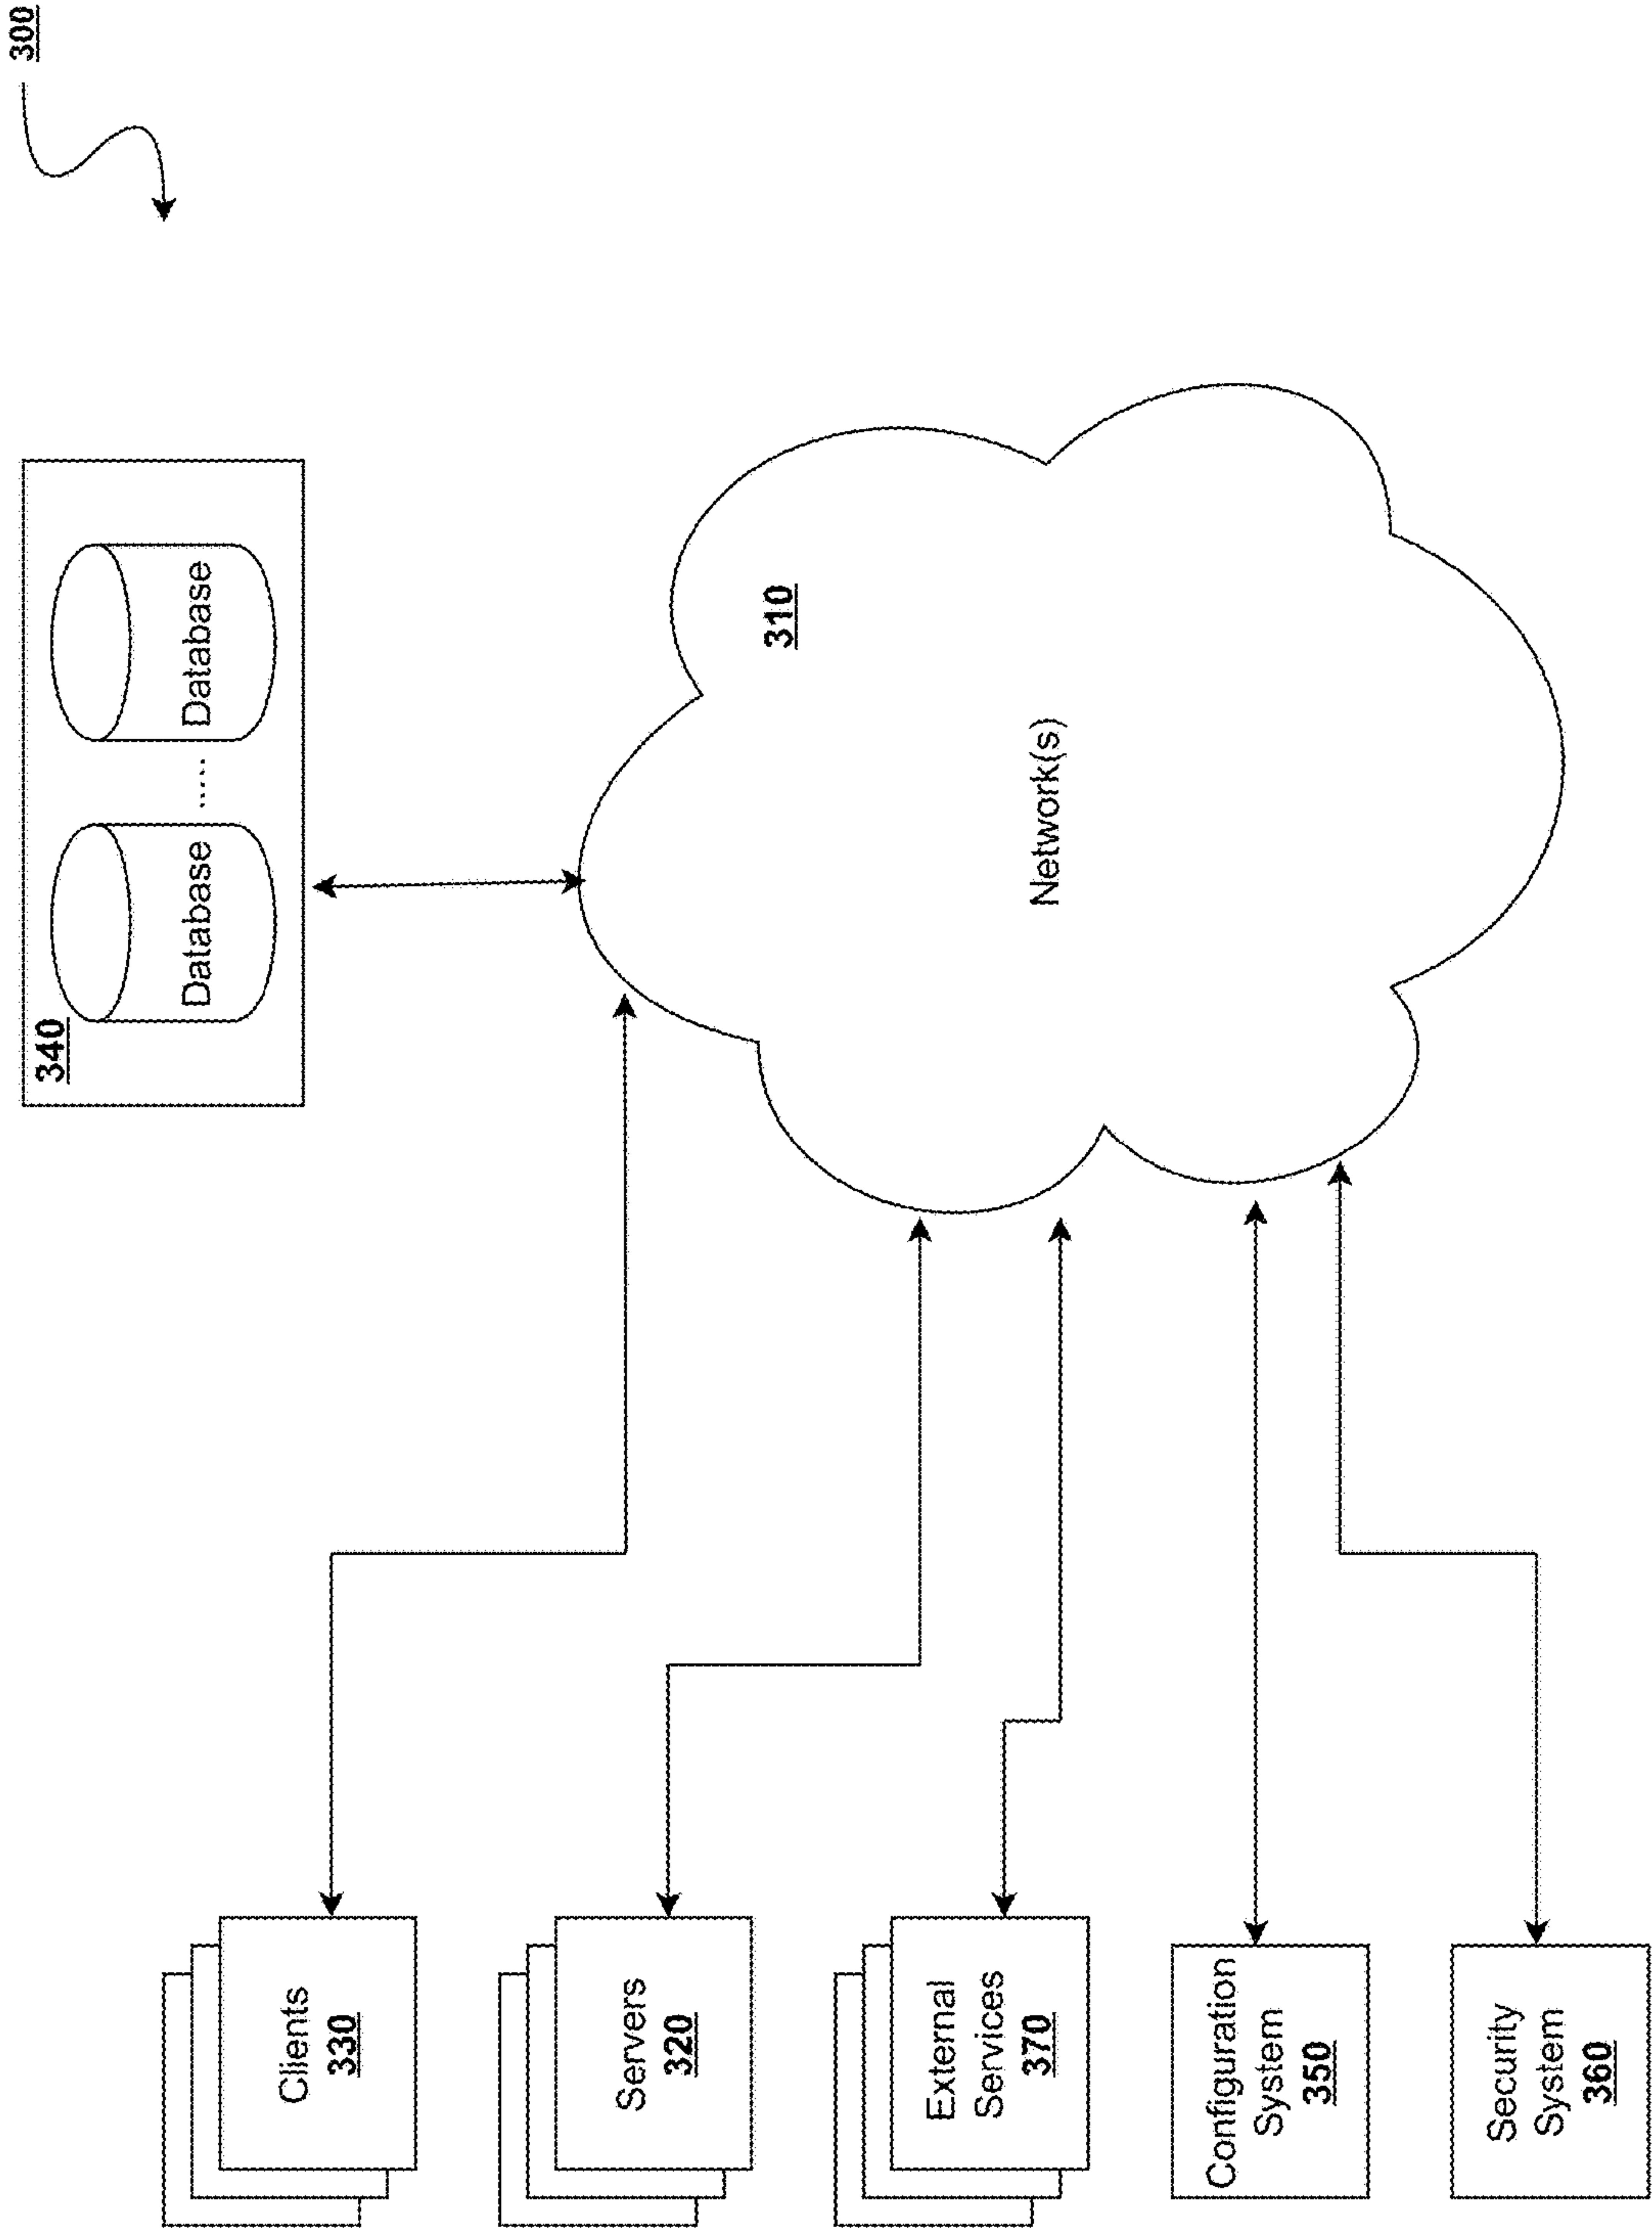 300
340
Database ..... Database
310
Network(s)
Clients
330
Servers
320
External
Services
370
Configuration
System
350
Security
System
360